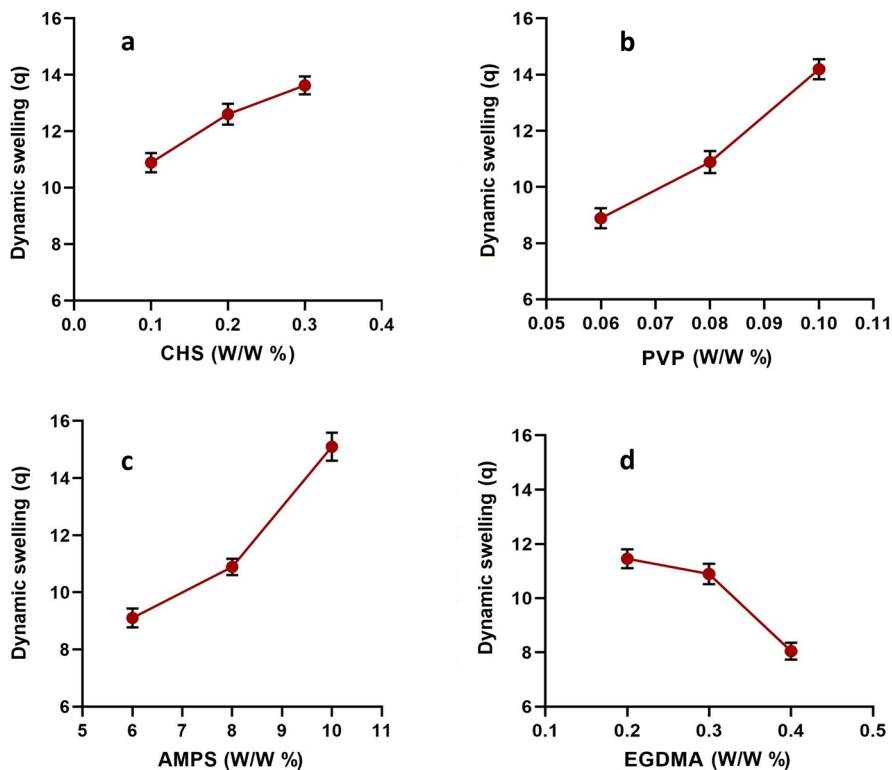 a
Dynamic swelling (q)
16
14
12
10
8
6
0.0 0.1 0.2 0.3 0.4
CHS (W/W %)
b
Dynamic swelling (q)
16
14
12
10
8
6
0.05 0.06 0.07 0.08 0.09 0.10 0.11
PVP (W/W %)
c
Dynamic swelling (q)
16
14
12
10
8
6
5 6 7 8 9 10 11
AMPS (W/W %)
d
Dynamic swelling (q)
16
14
12
10
8
6
0.1 0.2 0.3 0.4 0.5
EGDMA (W/W %)